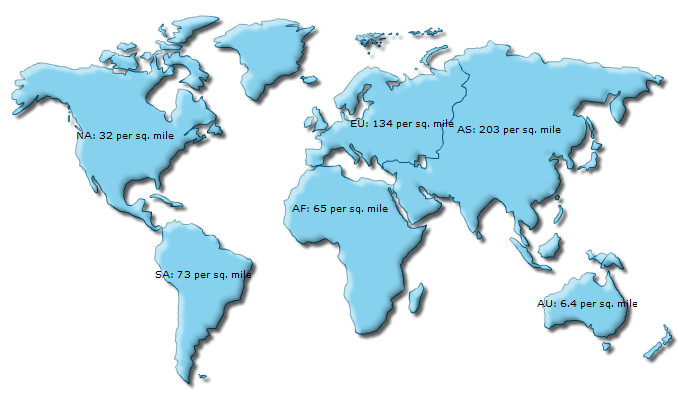 EU: 134 per sq. mile
AS: 203 per sq. mile
NA: 32 per sq. mile
AF: 65 per sq. mile
SA: 73 per sq. mile
AU: 6.4 per sq. mile